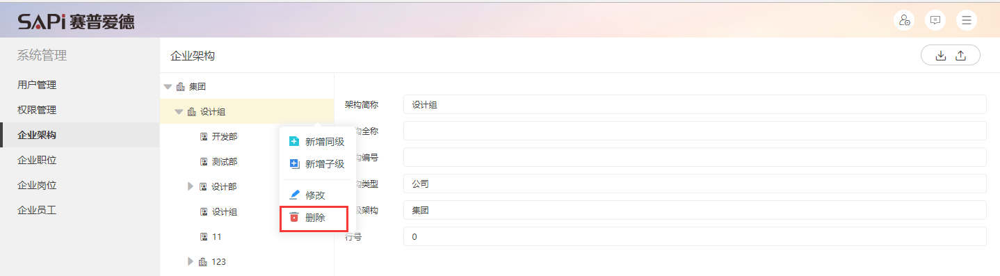 SAPi 赛普爱德
系统管理
用户管理
权限管理
企业架构
企业职位
企业岗位
企业员工
企业架构
集团
设计组
开发部
测试部
设计部
设计组
11
123
新增同级
新增子级
修改
删除
架构简称
设计组
构全称
构编号
构类型
公司
级架构
集团
行号
0